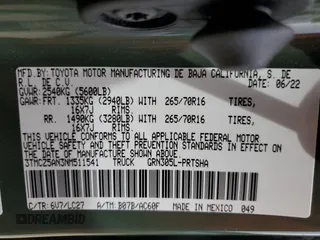 MFD.BY:TOYOTA MOTOR MANUFACTURING DE BAJA CALIFORNIA, S. DE
R.L. DE C.V. DATE: 06/22
GVWR: 2540KG (5600LB)
GAWR:FRT. 1335KG (2940LB) WITH 265/70R16 TIRES,
16X7J RIMS
RR. 1490KG (3280LB) WITH 265/70R16 TIRES,
16X7J RIMS
THIS VEHICLE CONFORMS TO ALL APPLICABLE FEDERAL MOTOR
VEHICLE SAFETY AND THEFT PREVENTION STANDARDS IN EFFECT ON
THE DATE OF MANUFACTURE SHOWN ABOVE.
3TMCZ5AN3NM511541 TRUCK GRN305L-PRTSHA
C/TR: 6V7/LC27 A/TM: B07B/AC60F MADE IN MEXICO 049
© IDEAUBID